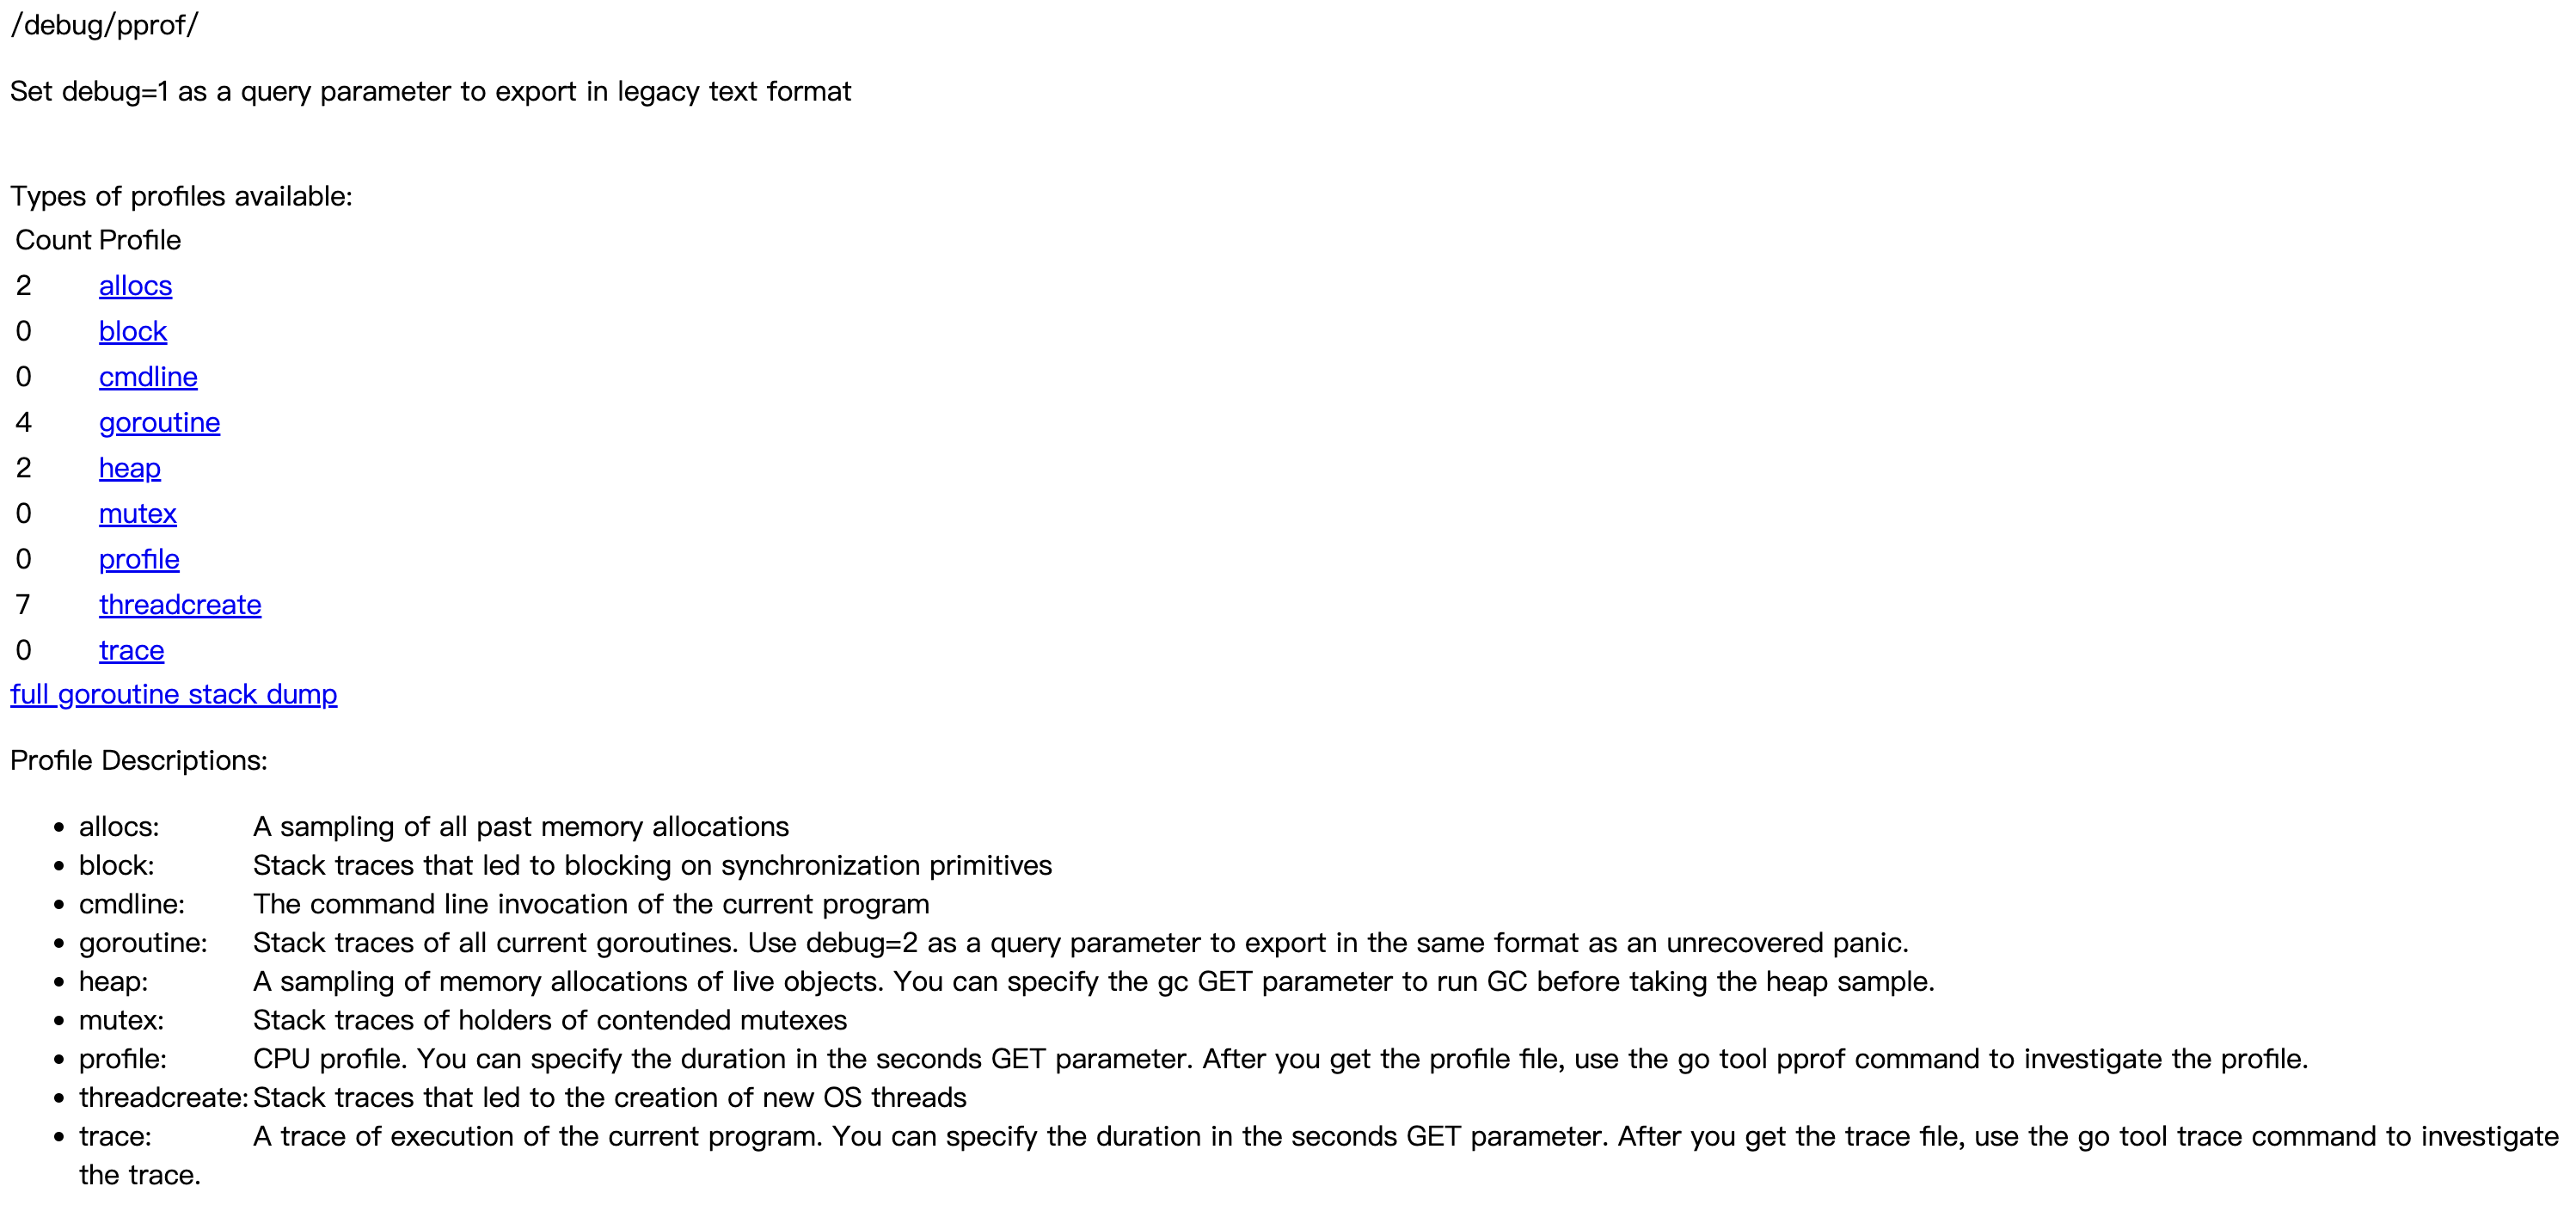 /debug/pprof/
Set debug=1 as a query parameter to export in legacy text format
Types of profiles available:
Count Profile
2 allocs
0 block
0 cmdline
4 goroutine
2 heap
0 mutex
0 profile
7 threadcreate
0 trace
full goroutine stack dump
Profile Descriptions:
• allocs: A sampling of all past memory allocations
• block: Stack traces that led to blocking on synchronization primitives
• cmdline: The command line invocation of the current program
• goroutine: Stack traces of all current goroutines. Use debug=2 as a query parameter to export in the same format as an unrecovered panic.
• heap: A sampling of memory allocations of live objects. You can specify the gc GET parameter to run GC before taking the heap sample.
• mutex: Stack traces of holders of contended mutexes
• profile: CPU profile. You can specify the duration in the seconds GET parameter. After you get the profile file, use the go tool pprof command to investigate the profile.
• threadcreate: Stack traces that led to the creation of new OS threads
• trace: A trace of execution of the current program. You can specify the duration in the seconds GET parameter. After you get the trace file, use the go tool trace command to investigate
the trace.